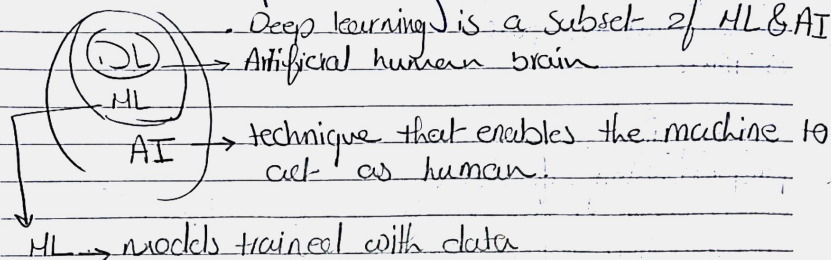 . Deep learning is a subset of ML & AI
DL → Artificial human brain
ML
AI → technique that enables the machine to
act as human.
ML → models trained with data